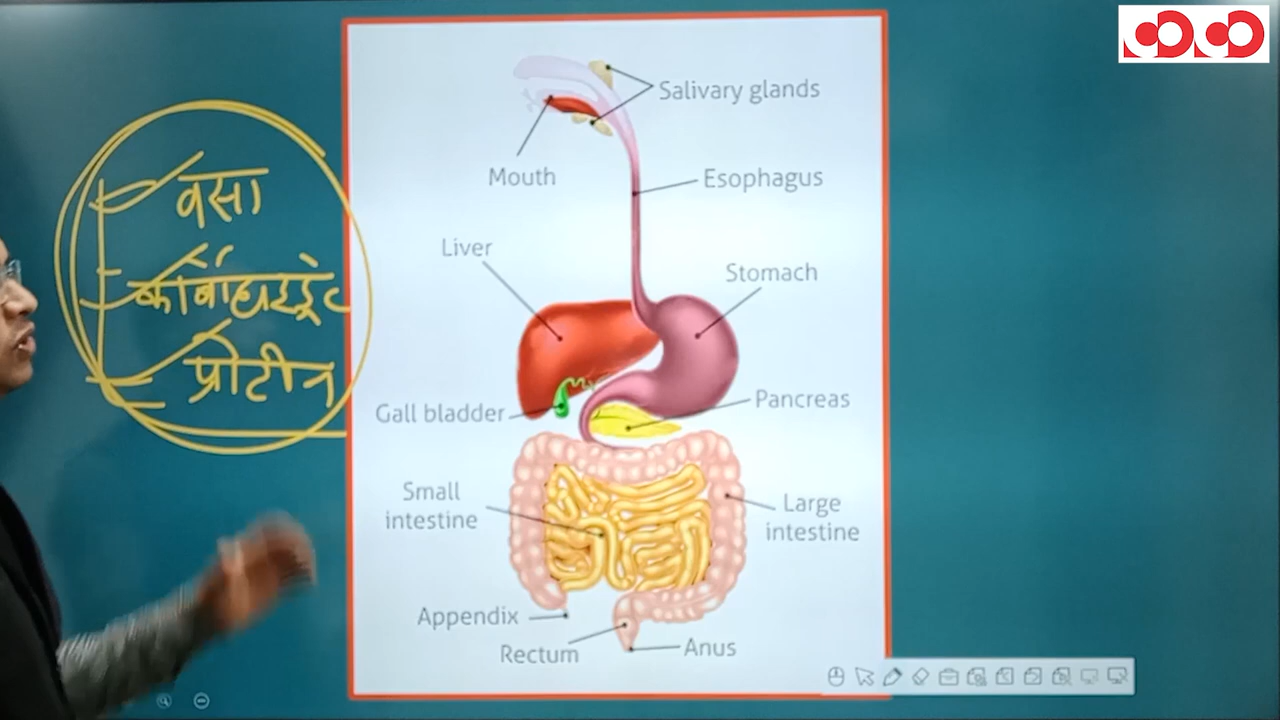 Salivary glands
Mouth
Esophagus
वसा
Liver
Stomach
कार्बोहाइड्रेट
प्रोटीन
Pancreas
Gall bladder
Small
intestine
Large
intestine
Appendix
Rectum
Anus